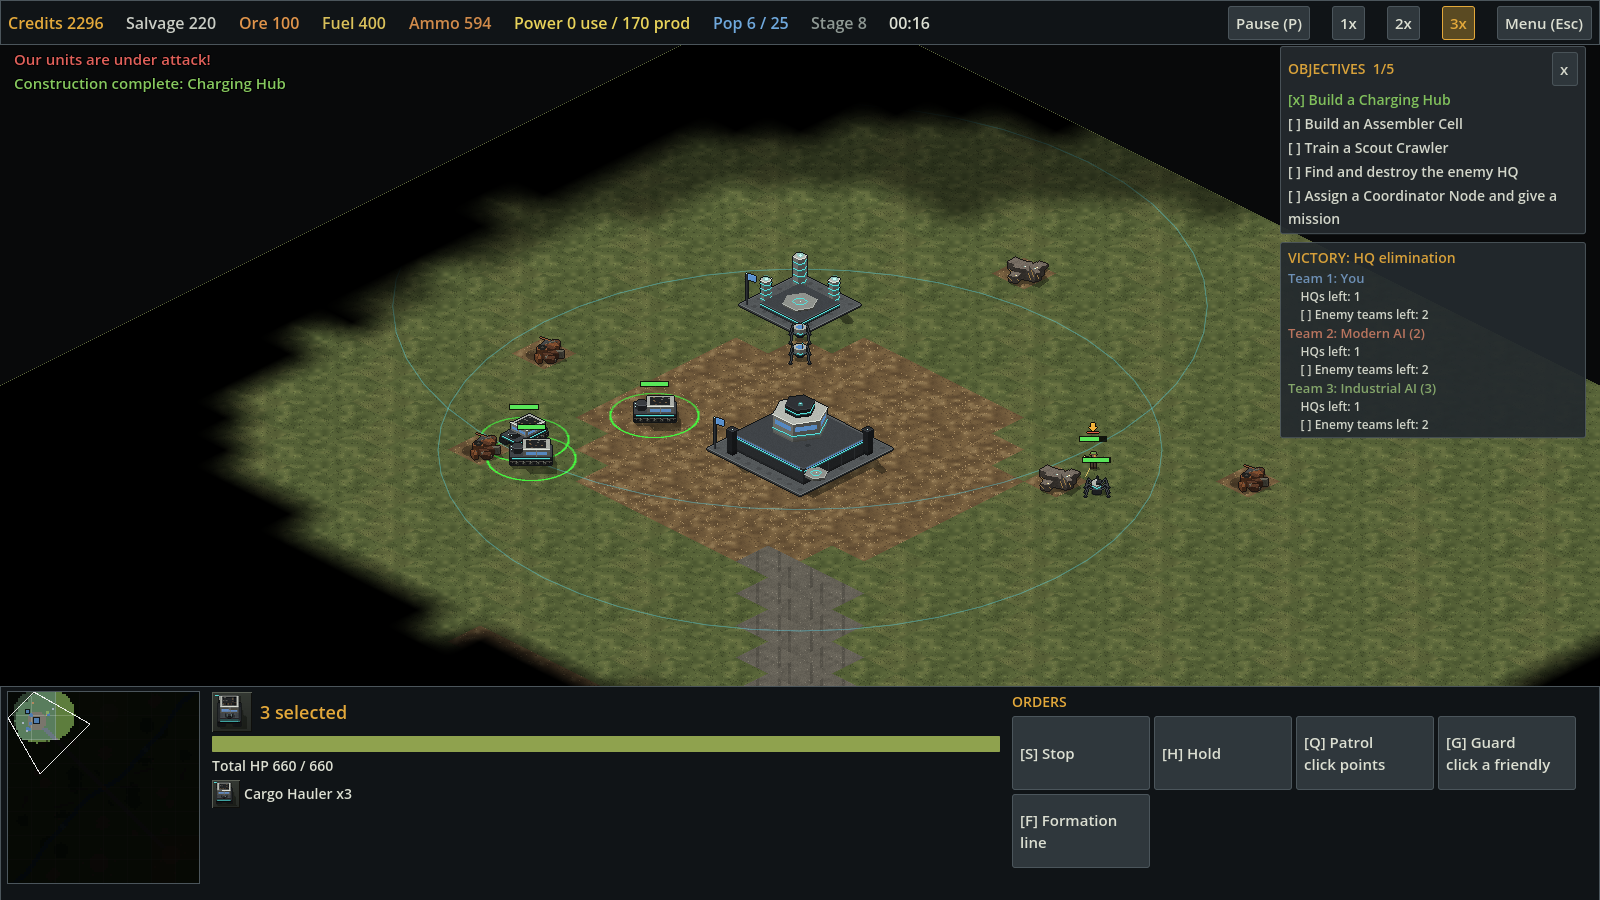 Credits 2296 Salvage 220 Ore 100 Fuel 400 Ammo 594 Power 0 use / 170 prod Pop 6 / 25 Stage 8 00:16 Pause (P) 1x 2x 3x Menu (Esc)
Our units are under attack!
Construction complete: Charging Hub
OBJECTIVES 1/5 x
[x] Build a Charging Hub
[ ] Build an Assembler Cell
[ ] Train a Scout Crawler
[ ] Find and destroy the enemy HQ
[ ] Assign a Coordinator Node and give a
mission
VICTORY: HQ elimination
Team 1: You
HQs left: 1
[ ] Enemy teams left: 2
Team 2: Modern AI (2)
HQs left: 1
[ ] Enemy teams left: 2
Team 3: Industrial AI (3)
HQs left: 1
[ ] Enemy teams left: 2
3 selected
Total HP 660 / 660
Cargo Hauler x3
ORDERS
[S] Stop
[H] Hold
[Q] Patrol
click points
[G] Guard
click a friendly
[F] Formation
line